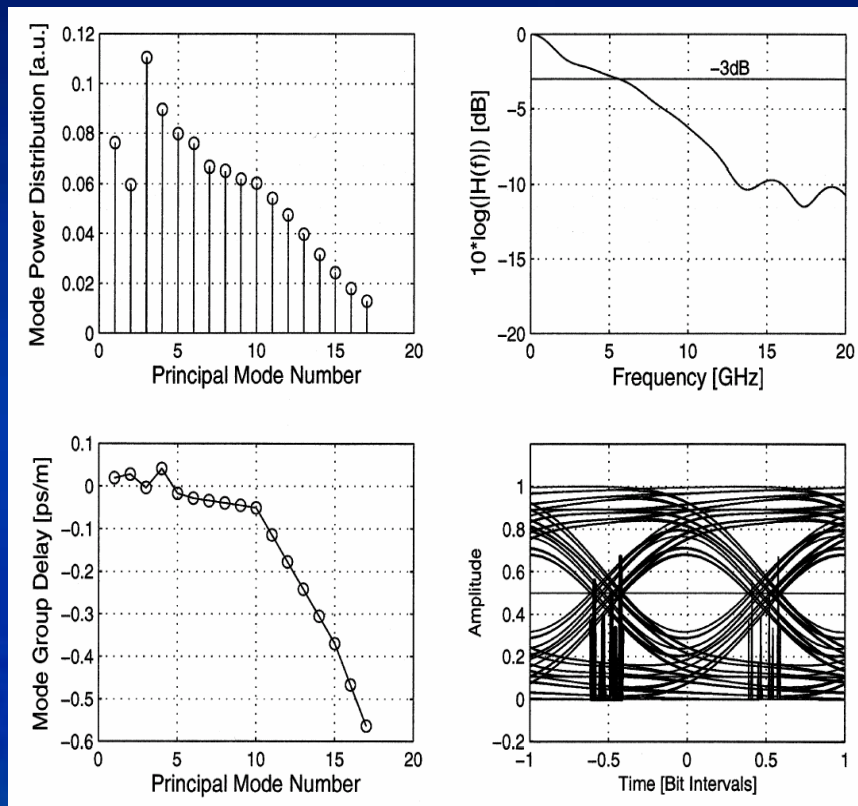 Mode Power Distribution [a.u.]
0.12
0.1
0.08
0.06
0.04
0.02
0
0 5 10 15 20
Principal Mode Number
10*log(|H(f)|) [dB]
0
-5
-10
-15
-20
-3dB
0 5 10 15 20
Frequency [GHz]
Mode Group Delay [ps/m]
0.1
0
-0.1
-0.2
-0.3
-0.4
-0.5
-0.6
0 5 10 15 20
Principal Mode Number
Amplitude
1
0.8
0.6
0.4
0.2
0
-0.2
-1 -0.5 0 0.5 1
Time [Bit Intervals]